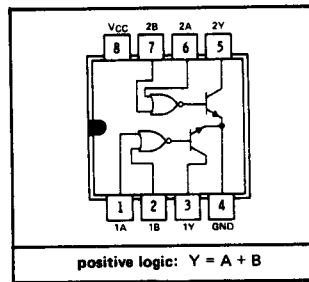 VCC 2B 2A 2Y
8 7 6 5
1 2 3 4
1A 1B 1Y GND
positive logic: Y = A + B